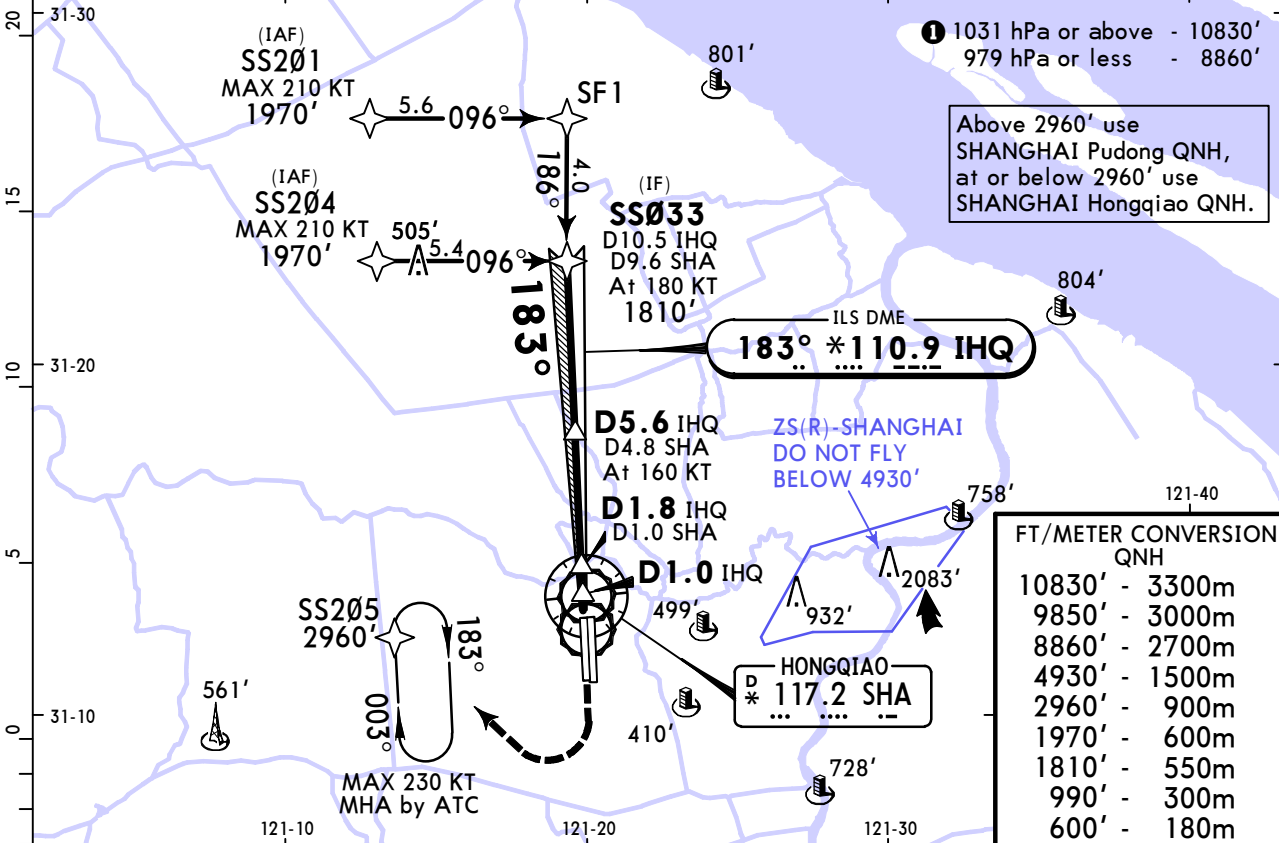 20
31-30
(IAF)
SS2Ø1
MAX 210 KT
1970'
5.6
096°
SF1
801'
❶ 1031 hPa or above - 10830'
979 hPa or less - 8860'
Above 2960' use
SHANGHAI Pudong QNH,
at or below 2960' use
SHANGHAI Hongqiao QNH.
186°
4.0
15
(IAF)
SS2Ø4
MAX 210 KT
1970'
505'
5.4
096°
(IF)
SSØ33
D10.5 IHQ
D9.6 SHA
At 180 KT
1810'
804'
183°
ILS DME
183° *110.9 IHQ
10
31-20
D5.6 IHQ
D4.8 SHA
At 160 KT
ZS(R)-SHANGHAI
DO NOT FLY
BELOW 4930'
D1.8 IHQ
D1.0 SHA
758'
121-40
5
D1.0 IHQ
499'
932'
2083'
SS2Ø5
2960'
183°
003°
HONGQIAO
D
* 117.2 SHA
561'
0
31-10
410'
MAX 230 KT
MHA by ATC
728'
121-10
121-20
121-30
FT/METER CONVERSION
QNH
10830' - 3300m
9850' - 3000m
8860' - 2700m
4930' - 1500m
2960' - 900m
1970' - 600m
1810' - 550m
990' - 300m
600' - 180m